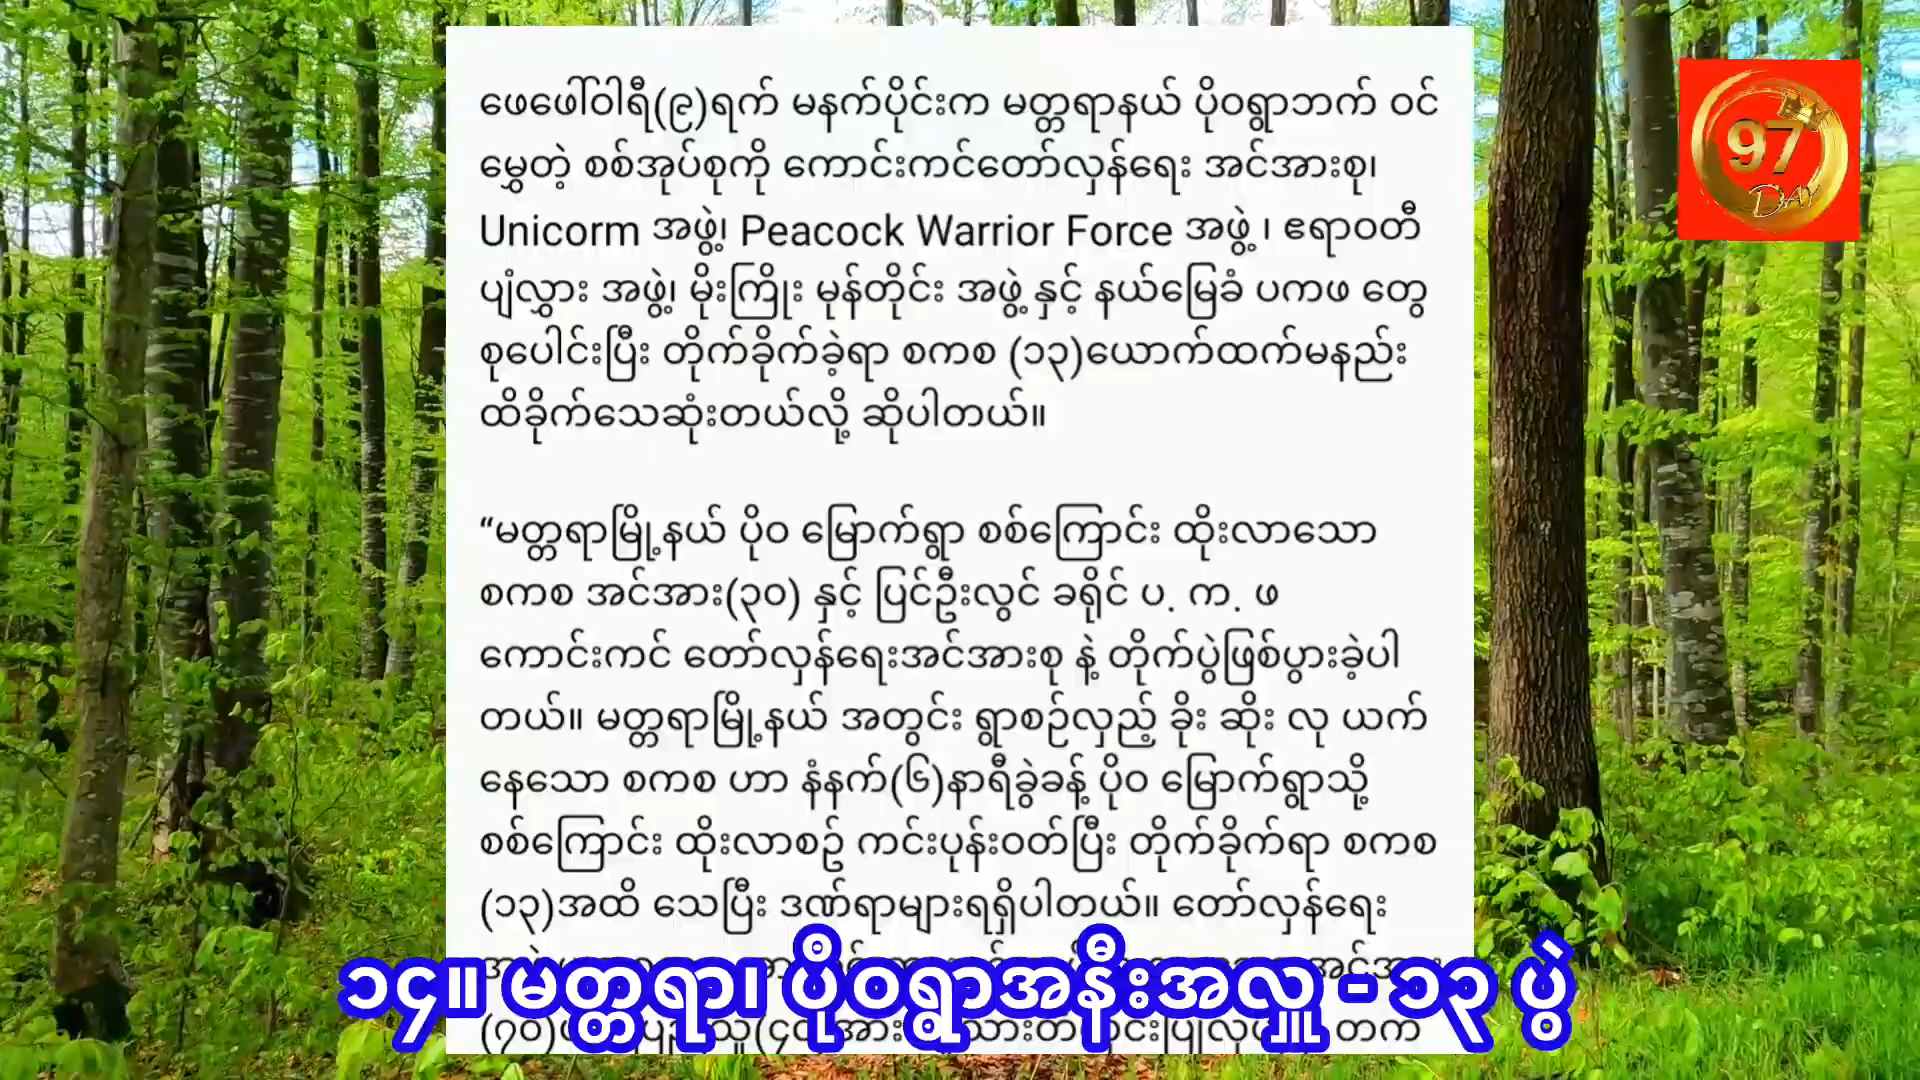 ဖေဖေါ်ဝါရီ(၉)ရက် မနက်ပိုင်းက မတ္တရာနယ် ပိုဝရွာဘက် ဝင်
မွှေတဲ့ စစ်အုပ်စုကို ကောင်းကင်တော်လှန်ရေး အင်အားစု၊
Unicorm အဖွဲ့၊ Peacock Warrior Force အဖွဲ့ ၊ ဧရာဝတီ
ပျံလွှား အဖွဲ့၊ မိုးကြိုး မုန်တိုင်း အဖွဲ့ နှင့် နယ်မြေခံ ပကဖ တွေ
စုပေါင်းပြီး တိုက်ခိုက်ခဲ့ရာ စကစ (၁၃)ယောက်ထက်မနည်း
ထိခိုက်သေဆုံးတယ်လို့ ဆိုပါတယ်။
“မတ္တရာမြို့နယ် ပိုဝ မြောက်ရွာ စစ်ကြောင်း ထိုးလာသော
စကစ အင်အား(၃၀) နှင့် ပြင်ဦးလွင် ခရိုင် ပ. က. ဖ
ကောင်းကင် တော်လှန်ရေးအင်အားစု နဲ့ တိုက်ပွဲဖြစ်ပွားခဲ့ပါ
တယ်။ မတ္တရာမြို့နယ် အတွင်း ရွာစဉ်လှည့် ခိုး ဆိုး လု ယက်
နေသော စကစ ဟာ နံနက်(၆)နာရီခွဲခန့် ပိုဝ မြောက်ရွာသို့
စစ်ကြောင်း ထိုးလာစဥ် ကင်းပုန်းဝတ်ပြီး တိုက်ခိုက်ရာ စကစ
(၁၃)အထိ သေပြီး ဒဏ်ရာများရရှိပါတယ်။ တော်လှန်ရေး
၁၄။ မတ္တရာ၊ ပီုဝရွာအနီးအလှူ - ၁၃ ပွဲ
97
DAY